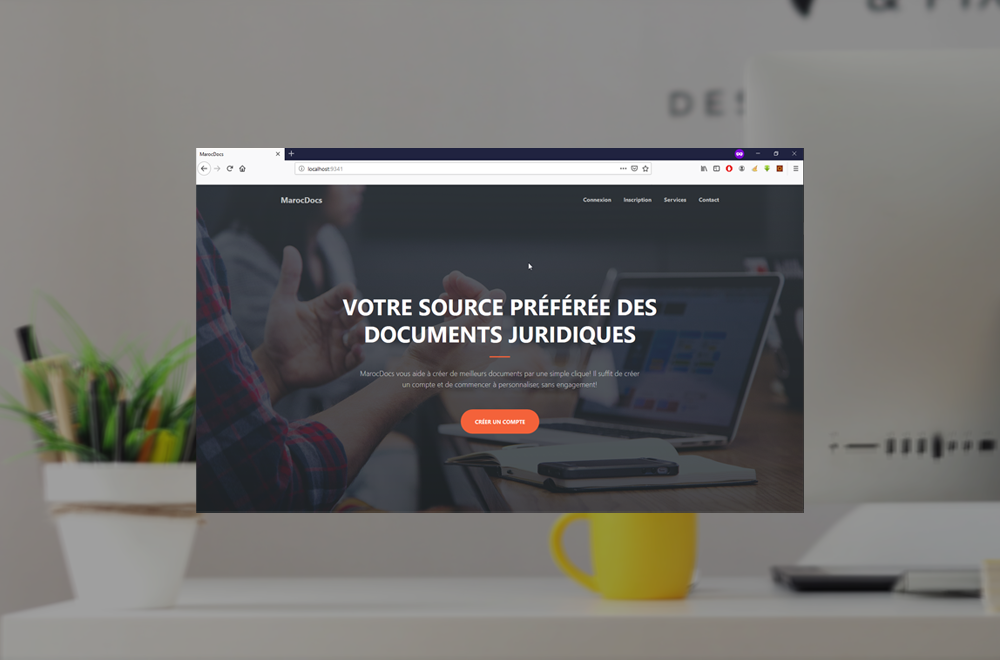 DES
MarocDocs
localhost:9341
MarocDocs
Connexion
Inscription
Services
Contact
VOTRE SOURCE PRÉFÉRÉE DES
DOCUMENTS JURIDIQUES
MarocDocs vous aide à créer de meilleurs documents par une simple clique! Il suffit de créer
un compte et de commencer à personnaliser, sans engagement!
CRÉER UN COMPTE